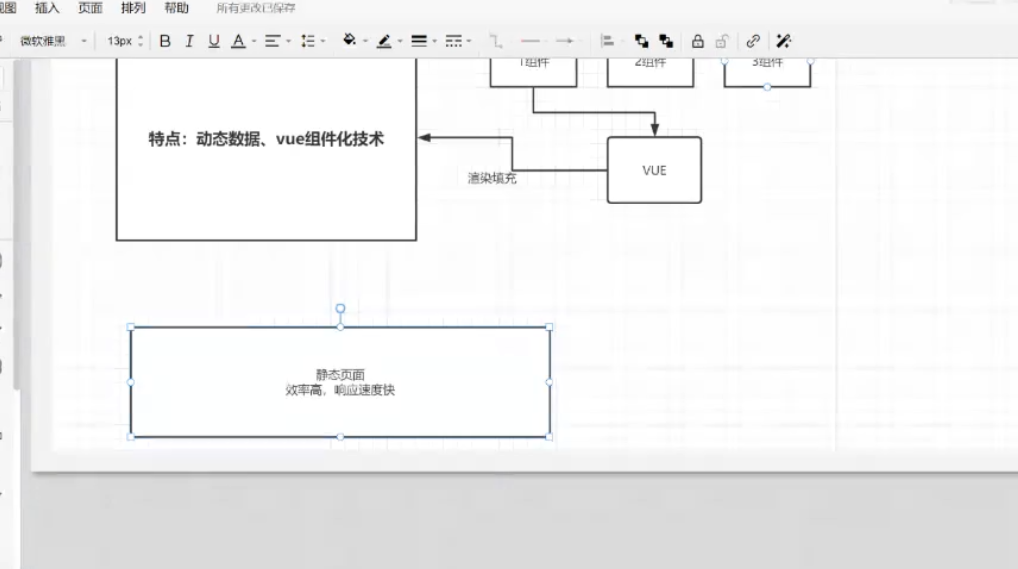 插入 页面 排列 帮助 所有更改已保存
微软雅黑 13px B I U A
1组件 2组件 3组件
特点：动态数据、vue组件化技术
VUE
渲染填充
静态页面
效率高，响应速度快